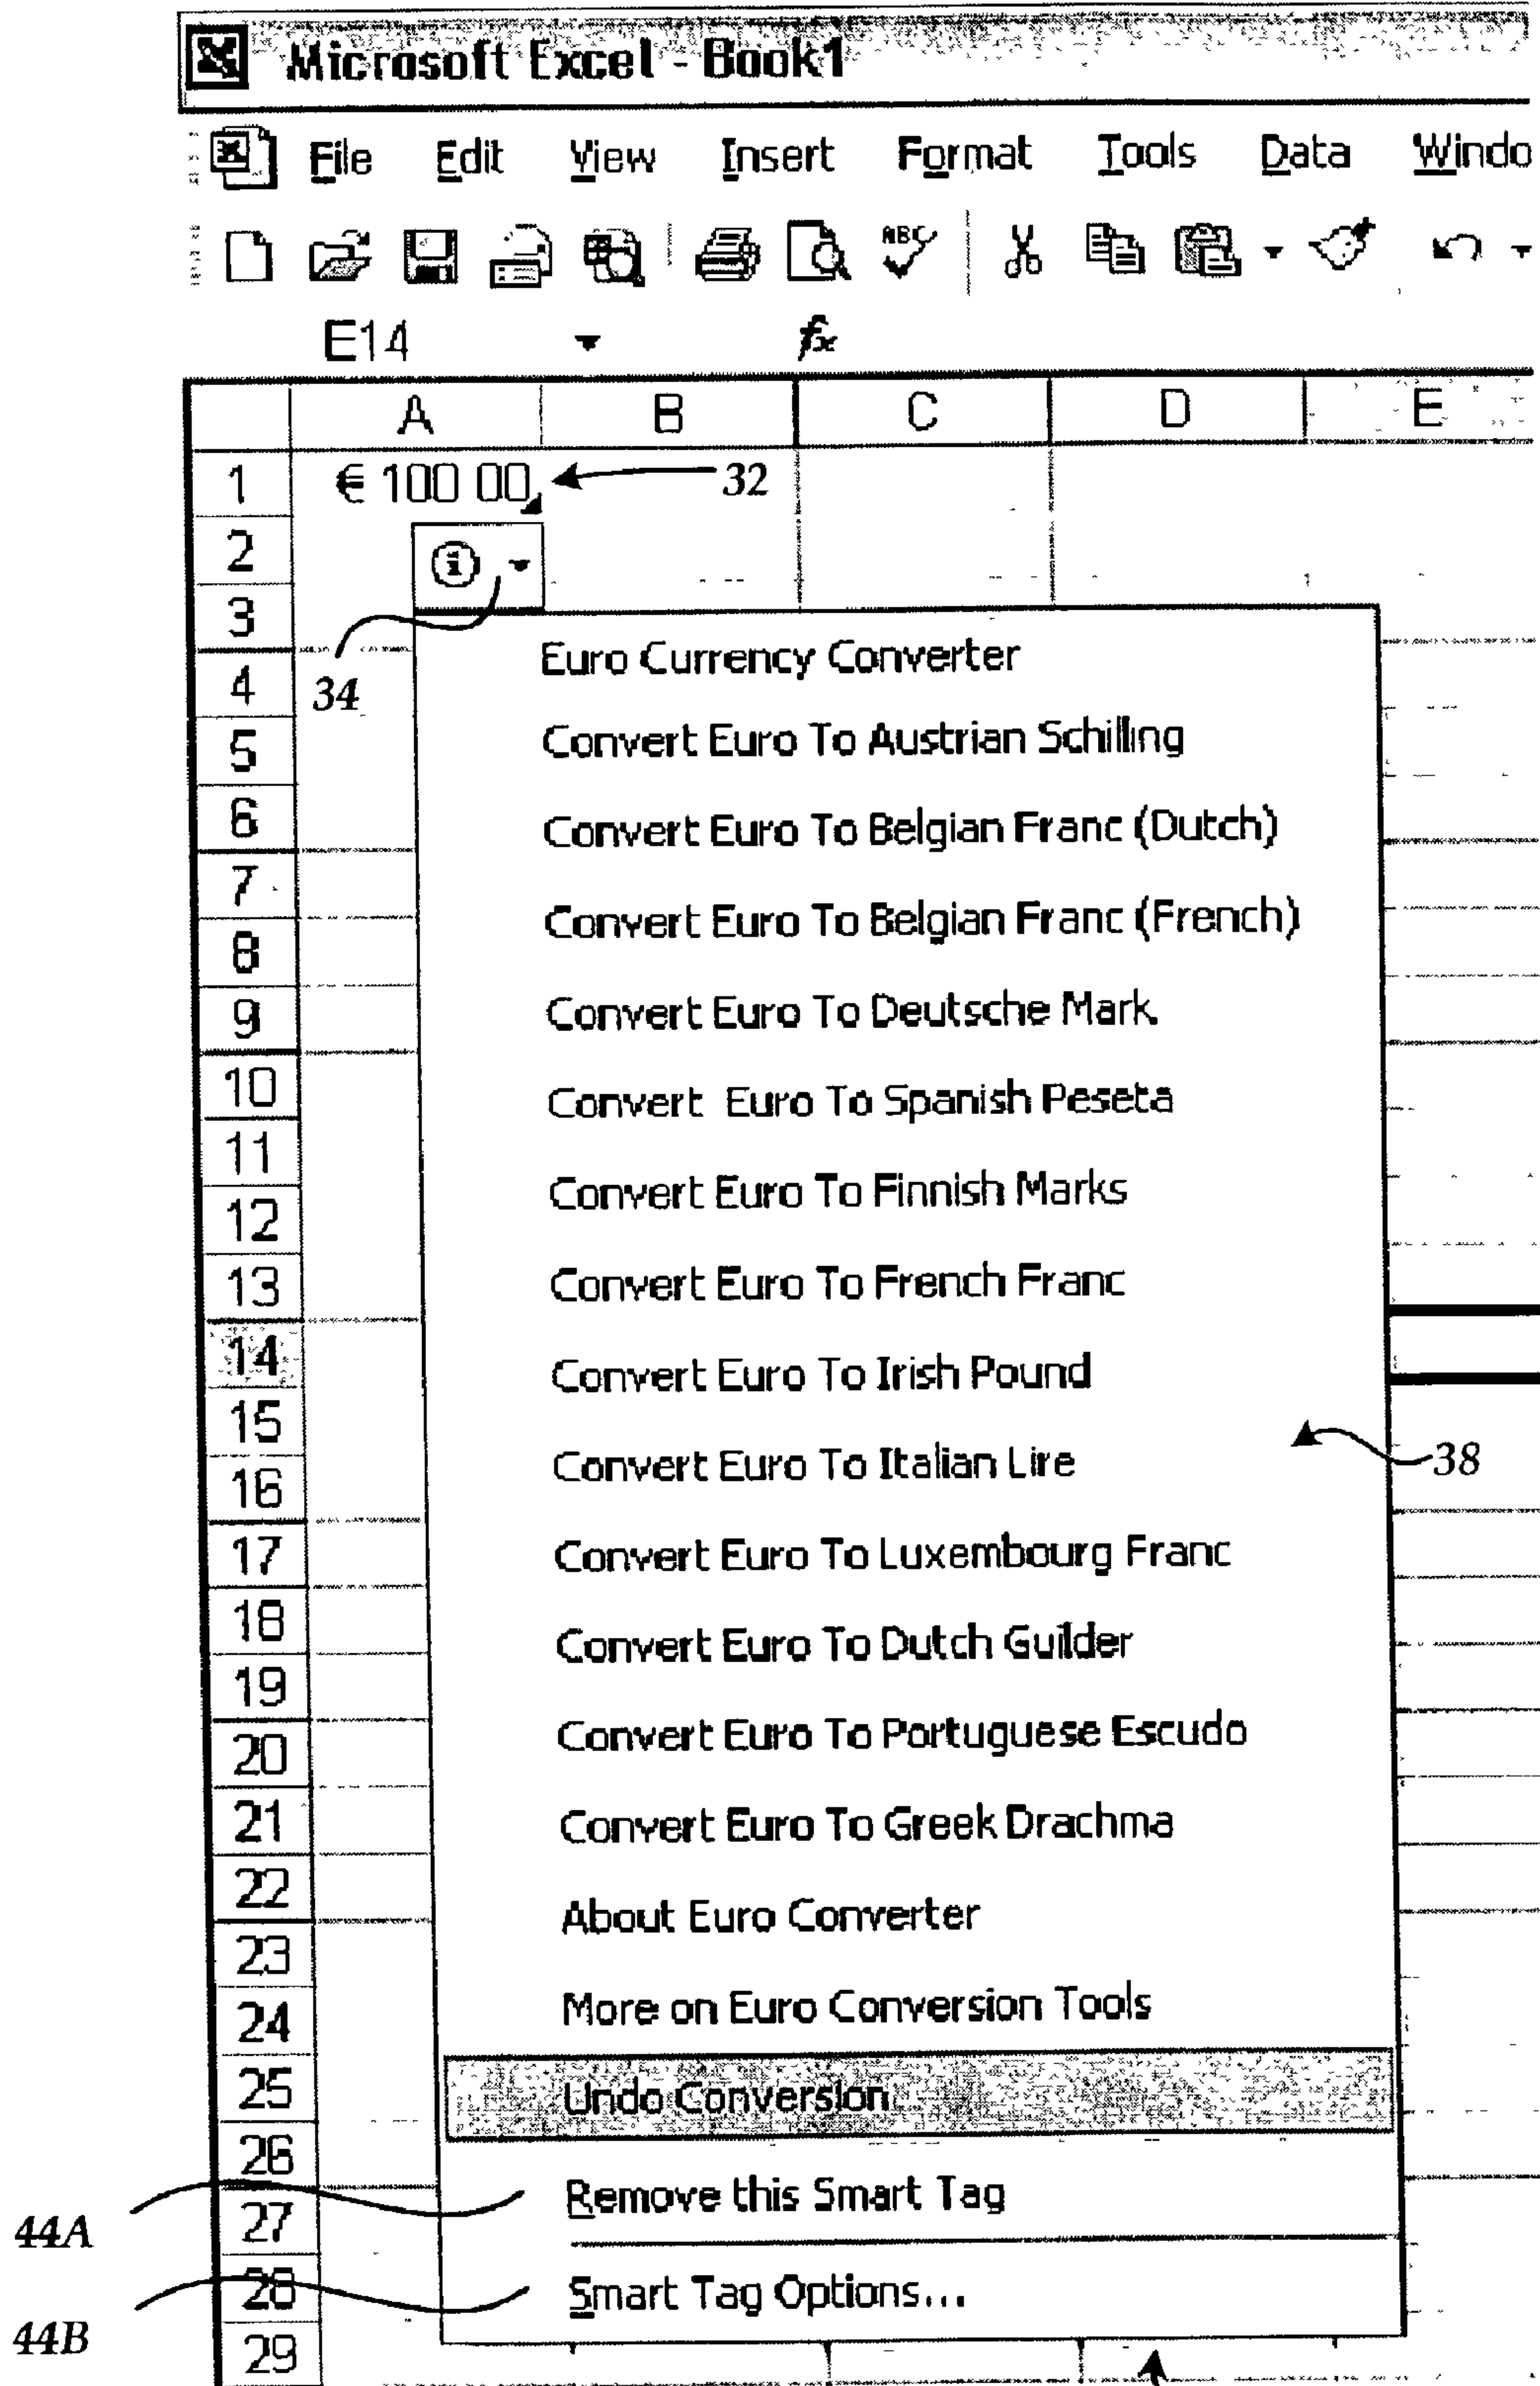 Microsoft Excel - Book1
File Edit View Insert Format Tools Data Windo
ABC
E14 fx
A B C D E
1 € 100 00 32
2
3
Euro Currency Converter
4 34
Convert Euro To Austrian Schilling
5
6 Convert Euro To Belgian Franc (Dutch)
7
Convert Euro To Belgian Franc (French)
8
9 Convert Euro To Deutsche Mark
10 Convert Euro To Spanish Peseta
11
12 Convert Euro To Finnish Marks
13 Convert Euro To French Franc
14 Convert Euro To Irish Pound
15
16 Convert Euro To Italian Lire 38
17 Convert Euro To Luxembourg Franc
18 Convert Euro To Dutch Guilder
19
20 Convert Euro To Portuguese Escudo
21 Convert Euro To Greek Drachma
22 About Euro Converter
23
24 More on Euro Conversion Tools
25 Undo Conversion
26
Remove this Smart Tag
44A 27
28 Smart Tag Options...
44B 29